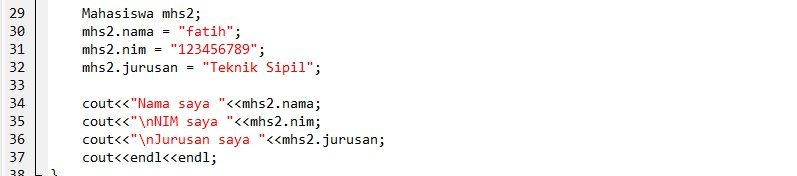 29 Mahasiswa mhs2;
30 mhs2.nama = "fatih";
31 mhs2.nim = "123456789";
32 mhs2.jurusan = "Teknik Sipil";
33
34 cout<<"Nama saya "<<mhs2.nama;
35 cout<<"\nNIM saya "<<mhs2.nim;
36 cout<<"\nJurusan saya "<<mhs2.jurusan;
37 cout<<endl<<endl;
38 }